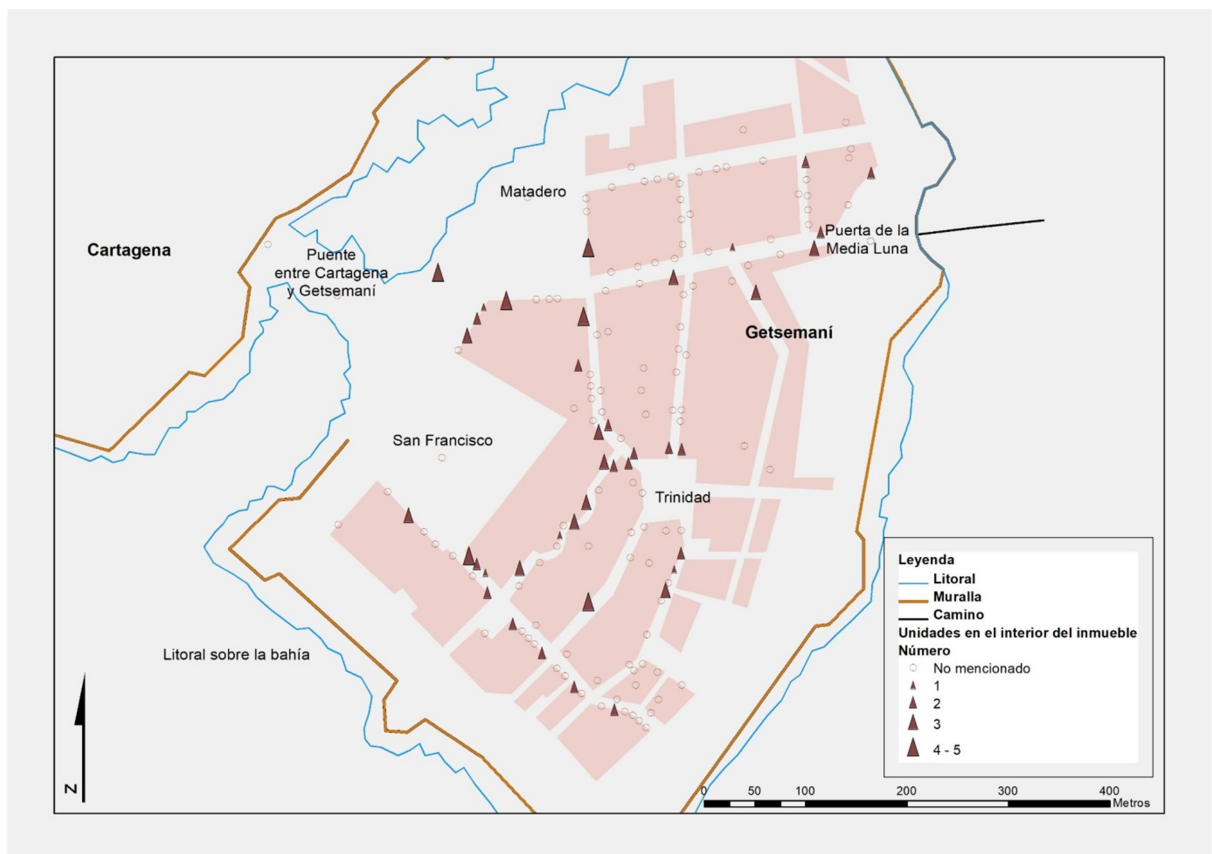 Matadero
Cartagena
Puente
entre Cartagena
y Getsemaní
Puerta de la
Media Luna
Getsemaní
San Francisco
Trinidad
Litoral sobre la bahía
Leyenda
Litoral
Muralla
Camino
Unidades en el interior del inmueble
Número
No mencionado
1
2
3
4 - 5
N
0 50 100 200 300 400
Metros